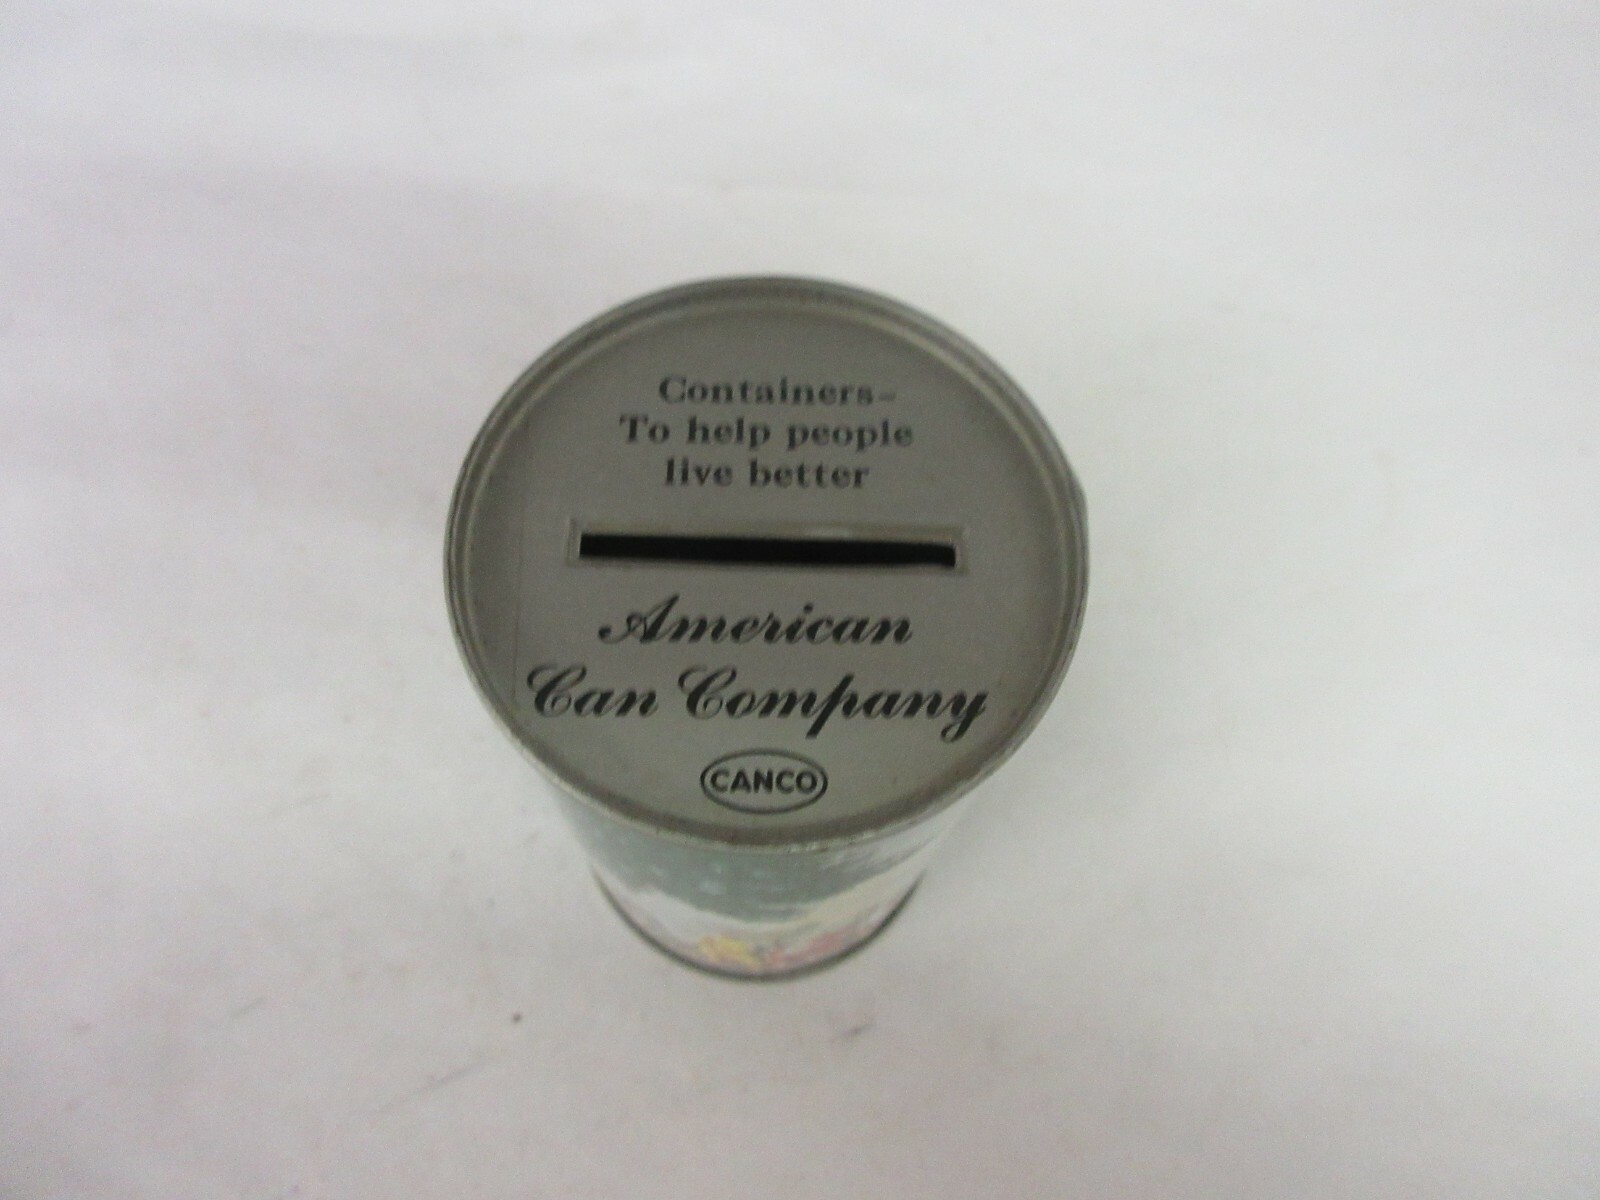 Containers-
To help people
live better
American
Can Company
CANCO